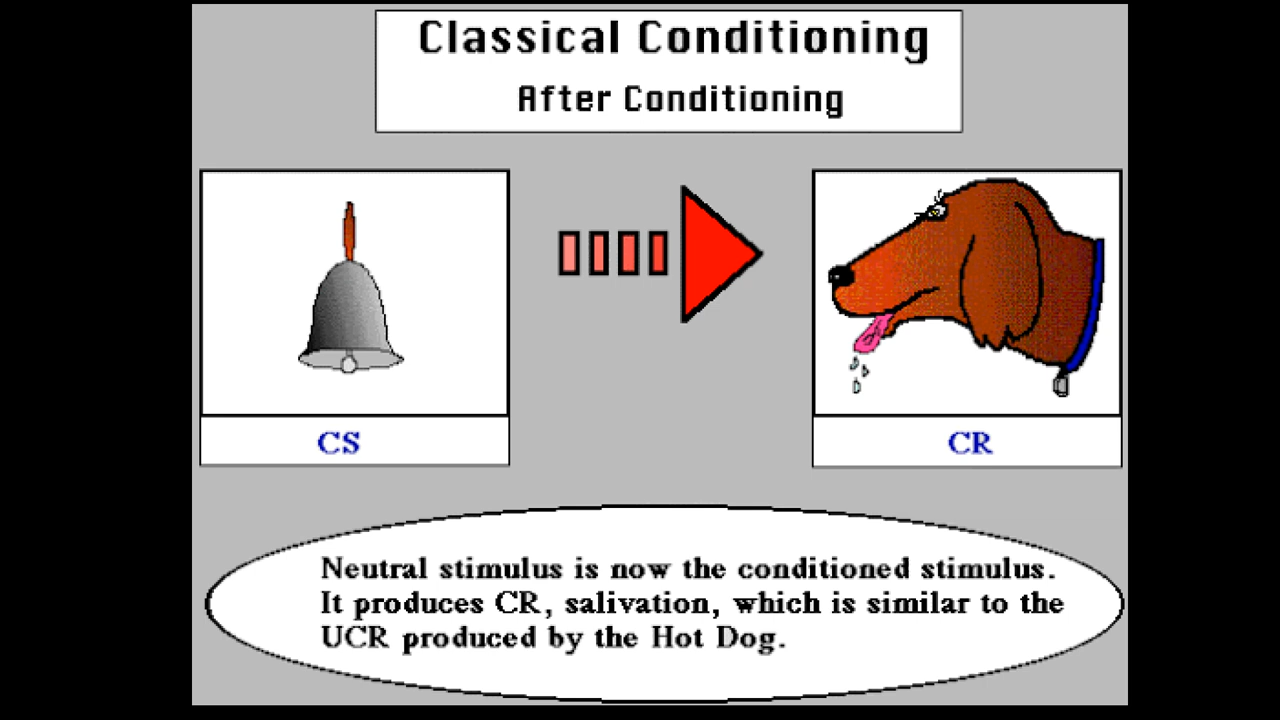 Classical Conditioning
After Conditioning
CS
CR
Neutral stimulus is now the conditioned stimulus.
It produces CR, salivation, which is similar to the
UCR produced by the Hot Dog.